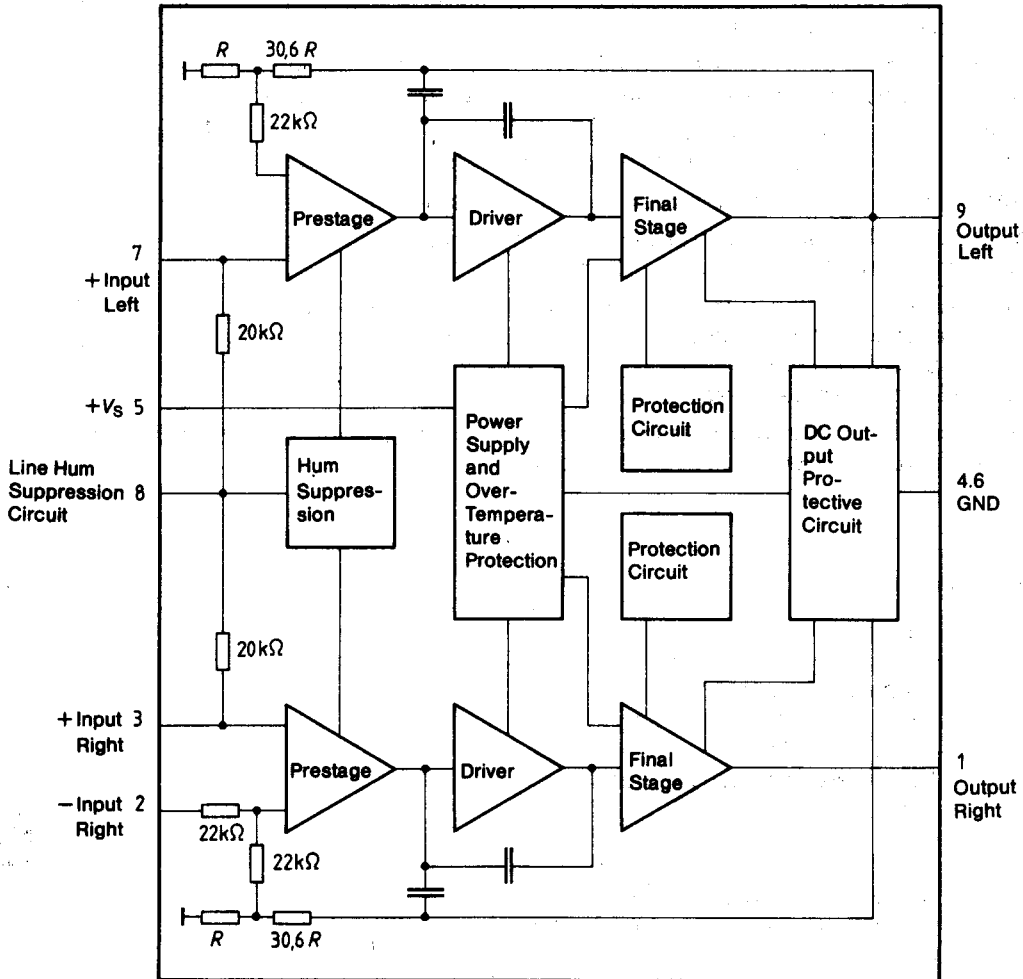 R
30,6 R
22kΩ
Prestage
Driver
Final
Stage
9
Output
Left
7
+Input
Left
20kΩ
+VS 5
Power
Supply
and
Over-
Tempera-
ture
Protection
Protection
Circuit
DC Out-
put
Pro-
tective
Circuit
Line Hum
Suppression 8
Circuit
Hum
Suppres-
sion
4.6
GND
Protection
Circuit
20kΩ
+Input 3
Right
Prestage
Driver
Final
Stage
1
Output
Right
−Input 2
Right
22kΩ
22kΩ
R
30,6 R